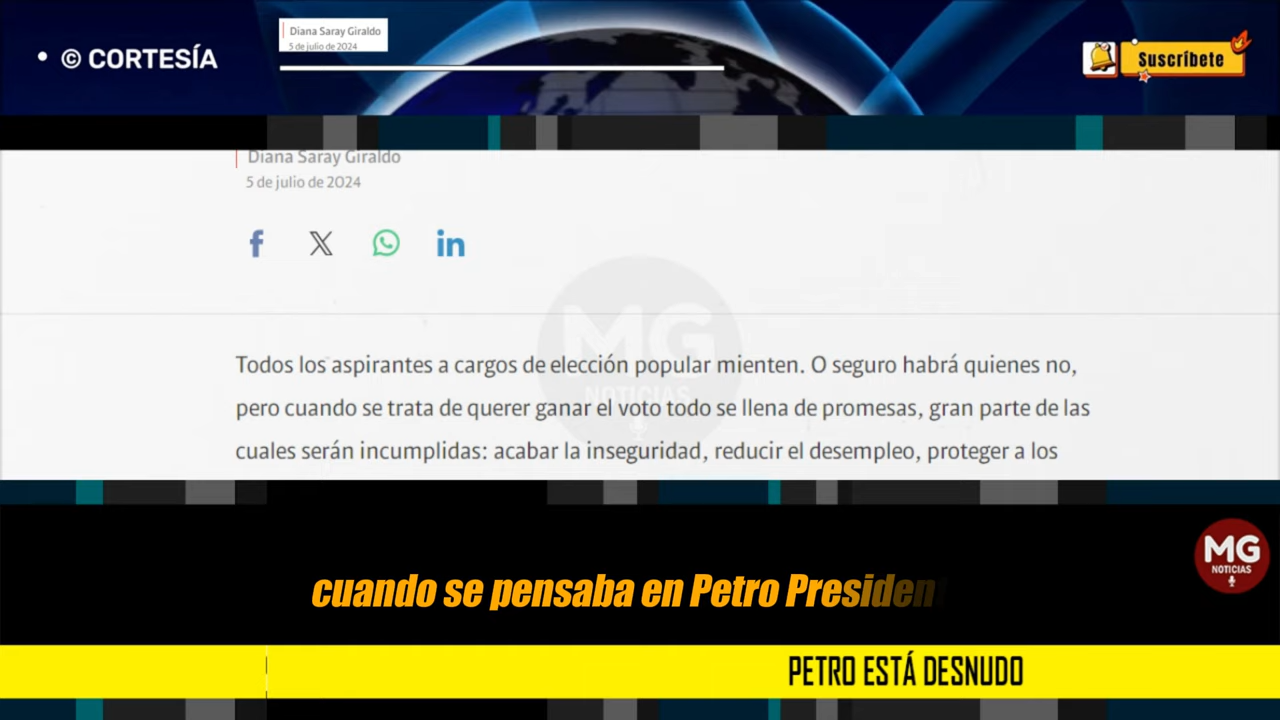 Diana Saray Giraldo
5 de julio de 2024
• © CORTESÍA
Suscríbete
Diana Saray Giraldo
5 de julio de 2024
Todos los aspirantes a cargos de elección popular mienten. O seguro habrá quienes no,
pero cuando se trata de querer ganar el voto todo se llena de promesas, gran parte de las
cuales serán incumplidas: acabar la inseguridad, reducir el desempleo, proteger a los
MG
NOTICIAS
MG
NOTICIAS
cuando se pensaba en Petro Presiden
PETRO ESTÁ DESNUDO